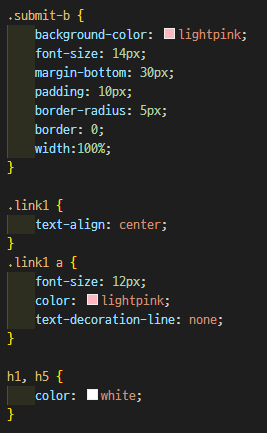 .submit-b {
background-color: lightpink;
font-size: 14px;
margin-bottom: 30px;
padding: 10px;
border-radius: 5px;
border: 0;
width:100%;
}
.link1 {
text-align: center;
}
.link1 a {
font-size: 12px;
color: lightpink;
text-decoration-line: none;
}
h1, h5 {
color: white;
}